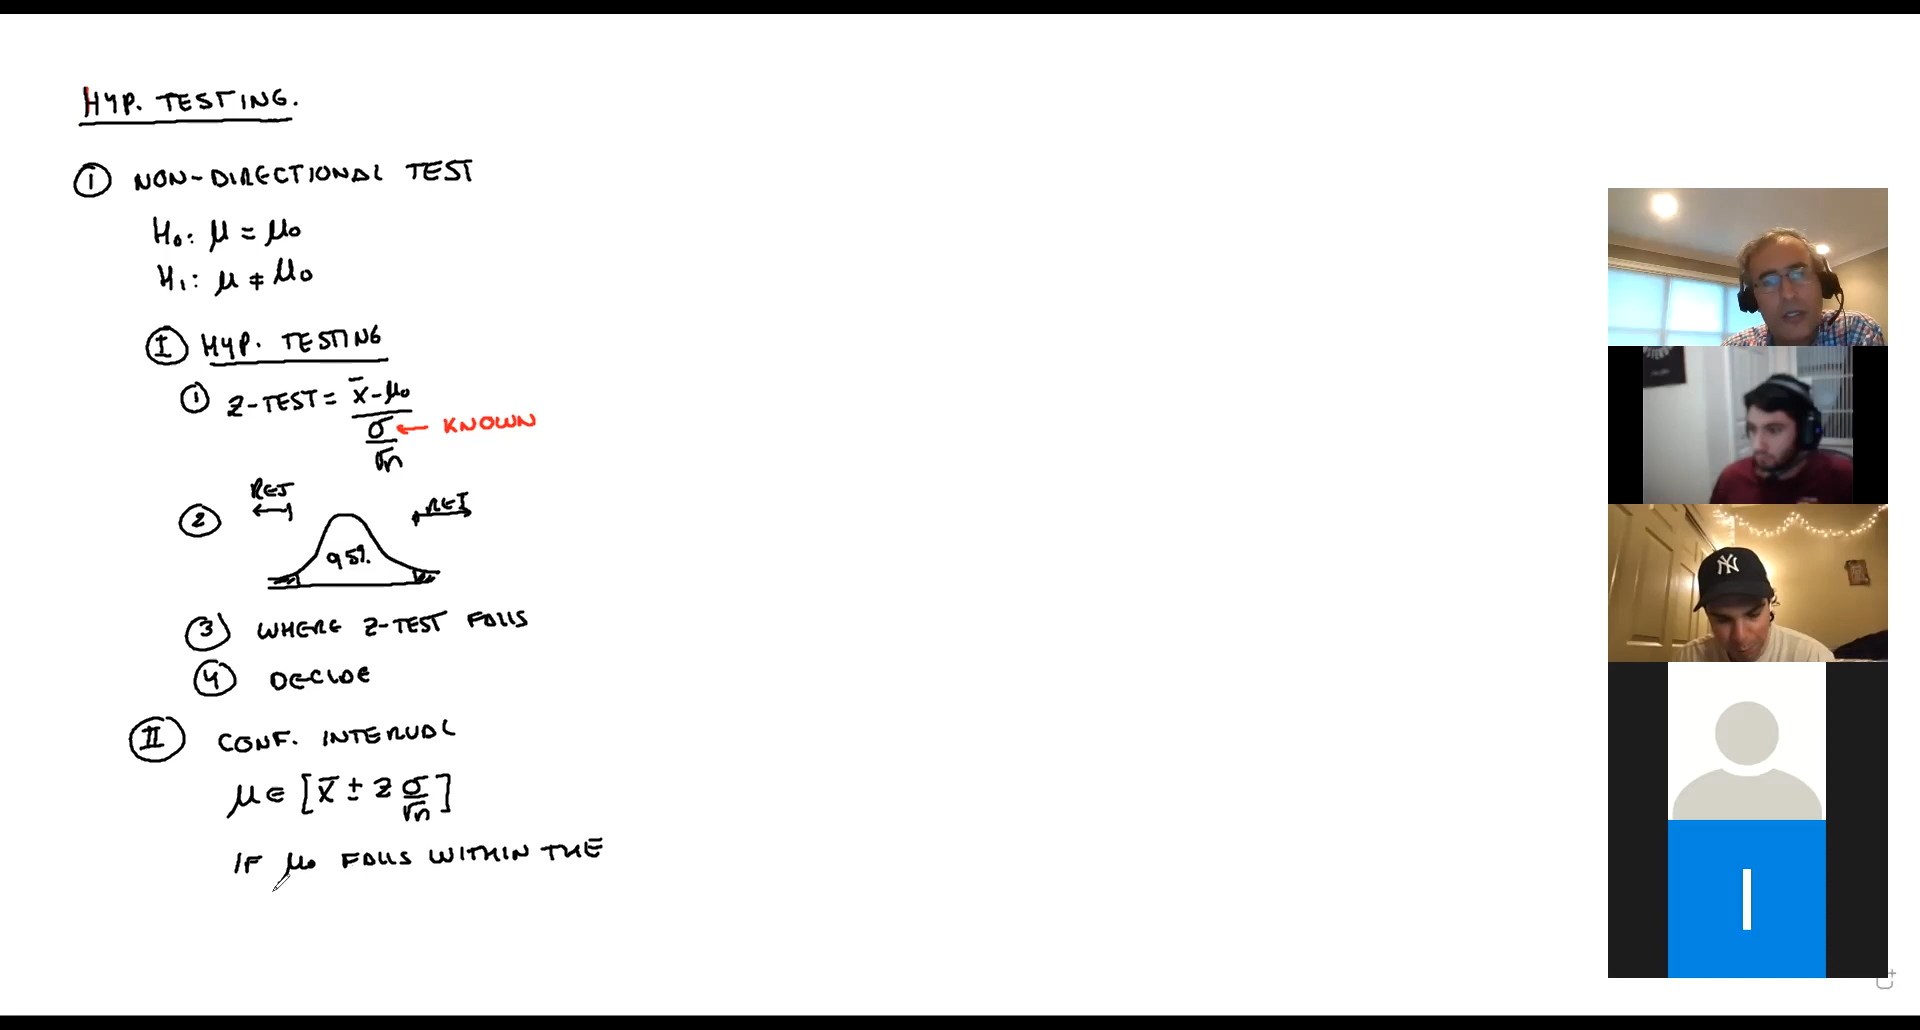 HYP. TESTING.
① NON-DIRECTIONAL TEST
H₀: μ = μ₀
H₁: μ ≠ μ₀
Ⓘ HYP. TESTING
① Z-TEST = x̄-μ₀
σ ← KNOWN
√n
② REJ REJ
95%.
③ WHERE Z-TEST FALLS
④ DECIDE
Ⅱ CONF. INTERVAL
μ ∈ [x̄ ± z σ/√n]
IF μ₀ FALLS WITHIN THE
NY
I